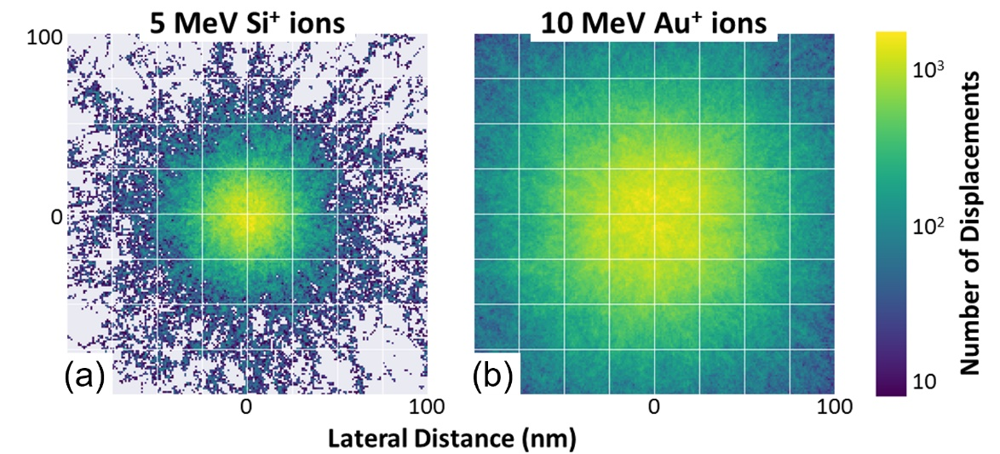 5 MeV Si⁺ ions
10 MeV Au⁺ ions
100
0
(a)
0
100
(b)
0
100
Lateral Distance (nm)
10³
10²
10
Number of Displacements